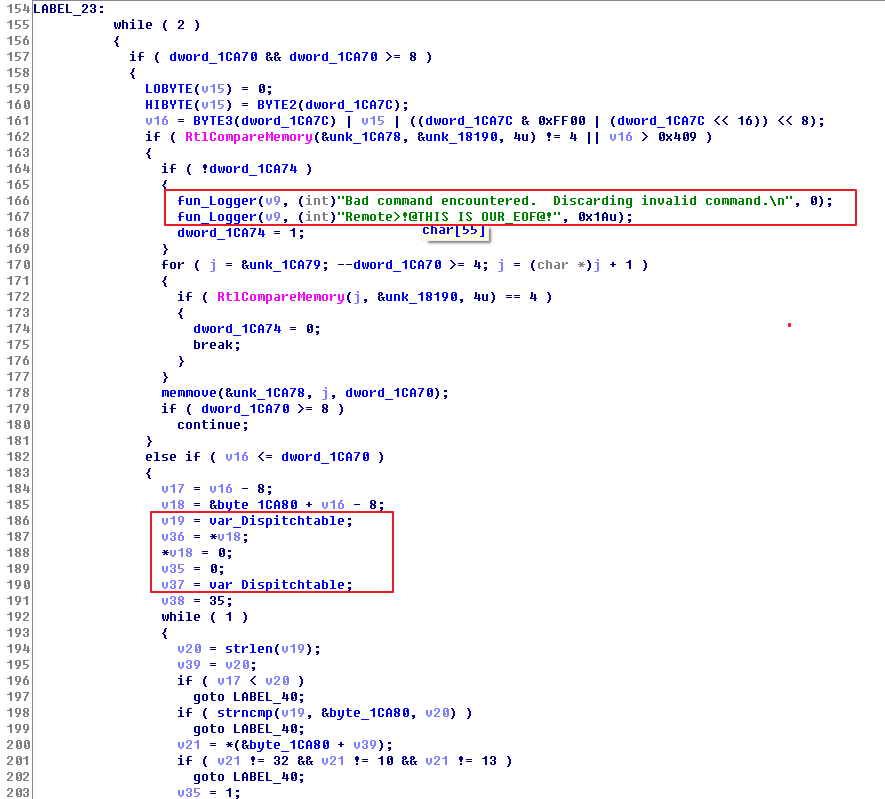 154 LABEL_23:
155 while ( 2 )
156 {
157 if ( dword_1CA70 && dword_1CA70 >= 8 )
158 {
159 LOBYTE(v15) = 0;
160 HIBYTE(v15) = BYTE2(dword_1CA7C);
161 v16 = BYTE3(dword_1CA7C) | v15 | ((dword_1CA7C & 0xFF00 | (dword_1CA7C << 16)) << 8);
162 if ( RtlCompareMemory(&unk_1CA78, &unk_18190, 4u) != 4 || v16 > 0x409 )
163 {
164 if ( !dword_1CA74 )
165 {
166 fun_Logger(v9, (int)"Bad command encountered.  Discarding invalid command.\n", 0);
167 fun_Logger(v9, (int)"Remote>!@THIS IS OUR_EOF@!", 0x1Au);
168 dword_1CA74 = 1;
char[55]
169 }
170 for ( j = &unk_1CA79; --dword_1CA70 >= 4; j = (char *)j + 1 )
171 {
172 if ( RtlCompareMemory(j, &unk_18190, 4u) == 4 )
173 {
174 dword_1CA74 = 0;
175 break;
176 }
177 }
178 memmove(&unk_1CA78, j, dword_1CA70);
179 if ( dword_1CA70 >= 8 )
180 continue;
181 }
182 else if ( v16 <= dword_1CA70 )
183 {
184 v17 = v16 - 8;
185 v18 = &byte_1CA80 + v16 - 8;
186 v19 = var_Dispitchtable;
187 v36 = *v18;
188 *v18 = 0;
189 v35 = 0;
190 v37 = var_Dispitchtable;
191 v38 = 35;
192 while ( 1 )
193 {
194 v20 = strlen(v19);
195 v39 = v20;
196 if ( v17 < v20 )
197 goto LABEL_40;
198 if ( strncmp(v19, &byte_1CA80, v20) )
199 goto LABEL_40;
200 v21 = *(&byte_1CA80 + v39);
201 if ( v21 != 32 && v21 != 10 && v21 != 13 )
202 goto LABEL_40;
203 v35 = 1;